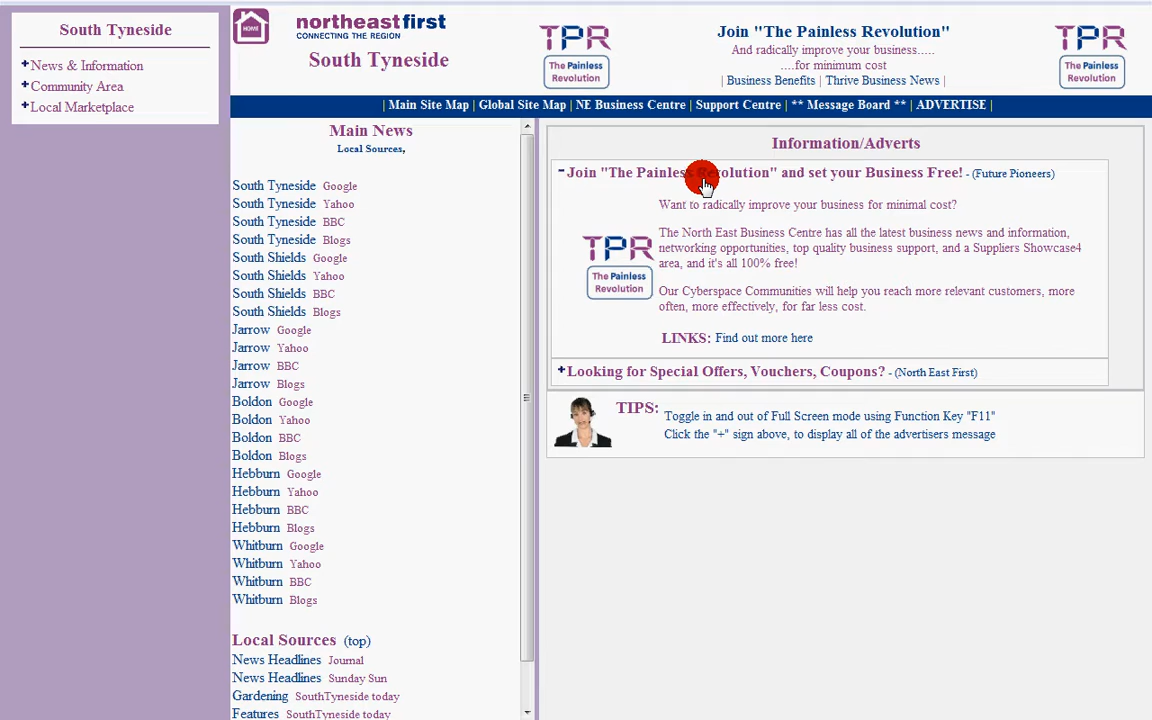 South Tyneside
+News & Information
+Community Area
+Local Marketplace
HOME
northeastfirst
CONNECTING THE REGION
South Tyneside
TPR
The Painless
Revolution
Join "The Painless Revolution"
And radically improve your business.....
....for minimum cost
| Business Benefits | Thrive Business News |
TPR
The Painless
Revolution
| Main Site Map | Global Site Map | NE Business Centre | Support Centre | ** Message Board ** | ADVERTISE |
Main News
Local Sources,
South Tyneside Google
South Tyneside Yahoo
South Tyneside BBC
South Tyneside Blogs
South Shields Google
South Shields Yahoo
South Shields BBC
South Shields Blogs
Jarrow Google
Jarrow Yahoo
Jarrow BBC
Jarrow Blogs
Boldon Google
Boldon Yahoo
Boldon BBC
Boldon Blogs
Hebburn Google
Hebburn Yahoo
Hebburn BBC
Hebburn Blogs
Whitburn Google
Whitburn Yahoo
Whitburn BBC
Whitburn Blogs
Local Sources (top)
News Headlines Journal
News Headlines Sunday Sun
Gardening SouthTyneside today
Features SouthTyneside today
Information/Adverts
-Join "The Painless Revolution" and set your Business Free! - (Future Pioneers)
Want to radically improve your business for minimal cost?
The North East Business Centre has all the latest business news and information,
networking opportunities, top quality business support, and a Suppliers Showcase4
area, and it's all 100% free!
Our Cyberspace Communities will help you reach more relevant customers, more
often, more effectively, for far less cost.
TPR
The Painless
Revolution
LINKS: Find out more here
+Looking for Special Offers, Vouchers, Coupons? - (North East First)
TIPS:
Toggle in and out of Full Screen mode using Function Key "F11"
Click the "+" sign above, to display all of the advertisers message